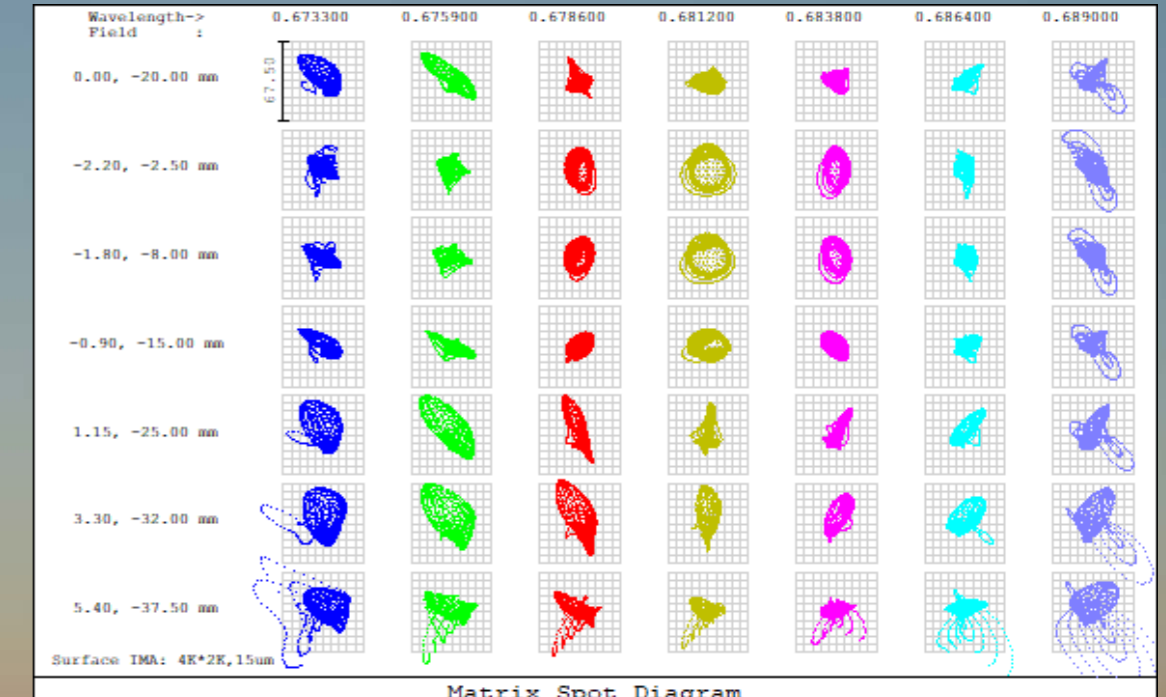 Wavelength-> 0.673300 0.675900 0.678600 0.681200 0.683800 0.686400 0.689000
Field :
0.00, -20.00 mm
67.50
-2.20, -2.50 mm
-1.80, -8.00 mm
-0.90, -15.00 mm
1.15, -25.00 mm
3.30, -32.00 mm
5.40, -37.50 mm
Surface IMA: 4K*2K,15um
Matrix Spot Diagram